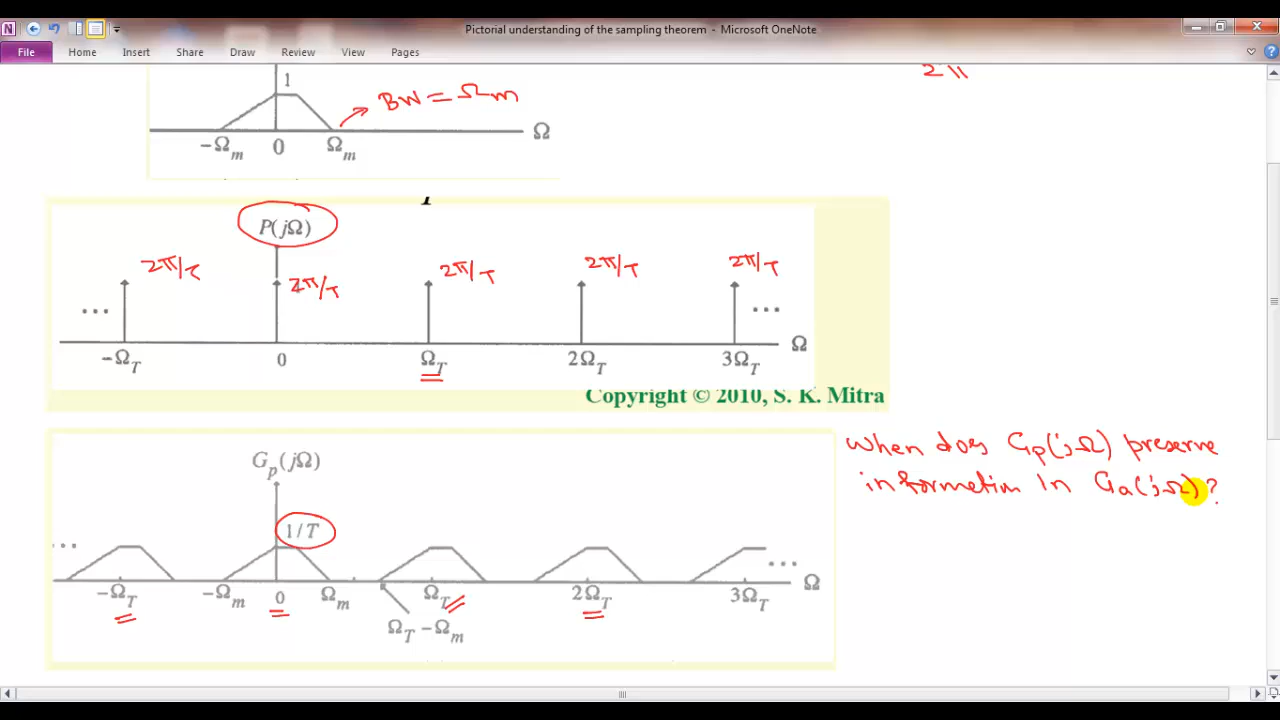 Pictorial understanding of the sampling theorem - Microsoft OneNote
File Home Insert Share Draw Review View Pages
2π
1
BW = Ωm
−Ωm 0 Ωm Ω
P(jΩ)
2π/T 2π/T 2π/T 2π/T 2π/T
... ...
−ΩT 0 ΩT 2ΩT 3ΩT Ω
Copyright © 2010, S. K. Mitra
When does Gp(jΩ) preserve
information in Ga(jΩ)?
Gp(jΩ)
1/T
... ...
−ΩT −Ωm 0 Ωm ΩT 2ΩT 3ΩT Ω
ΩT − Ωm